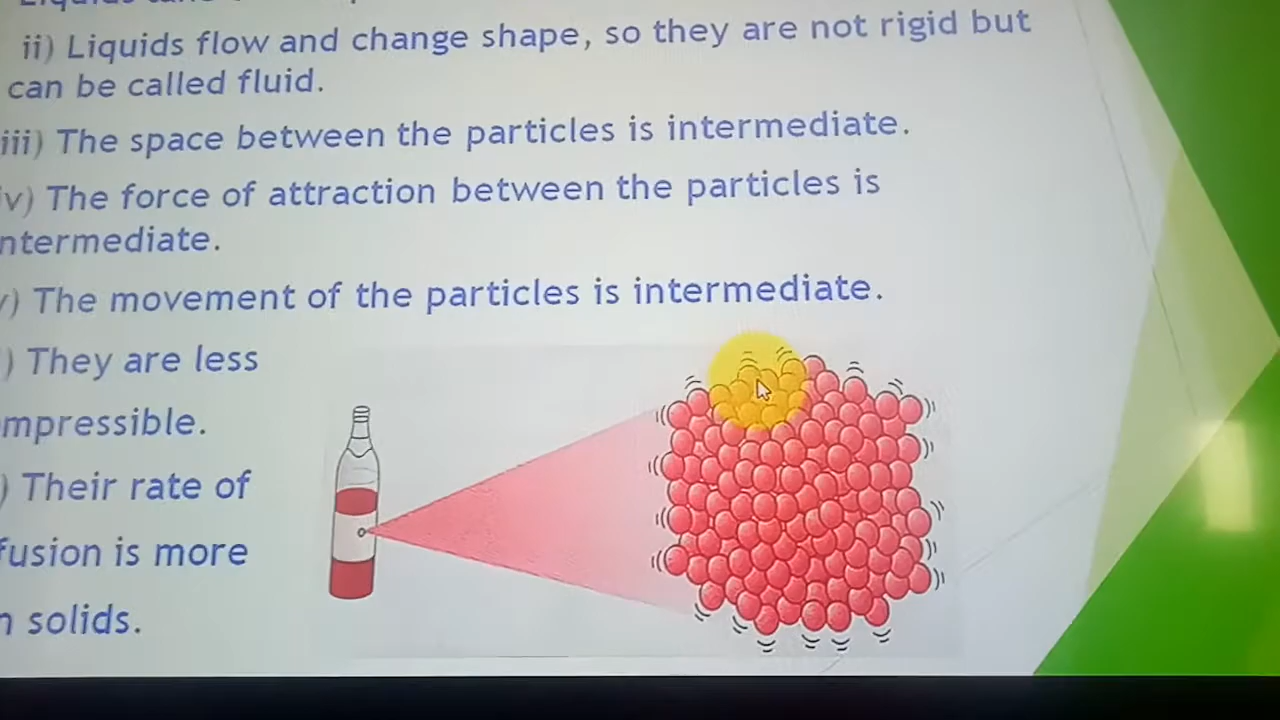 ii) Liquids flow and change shape, so they are not rigid but
can be called fluid.
iii) The space between the particles is intermediate.
v) The force of attraction between the particles is
ntermediate.
) The movement of the particles is intermediate.
) They are less
mpressible.
) Their rate of
fusion is more
solids.